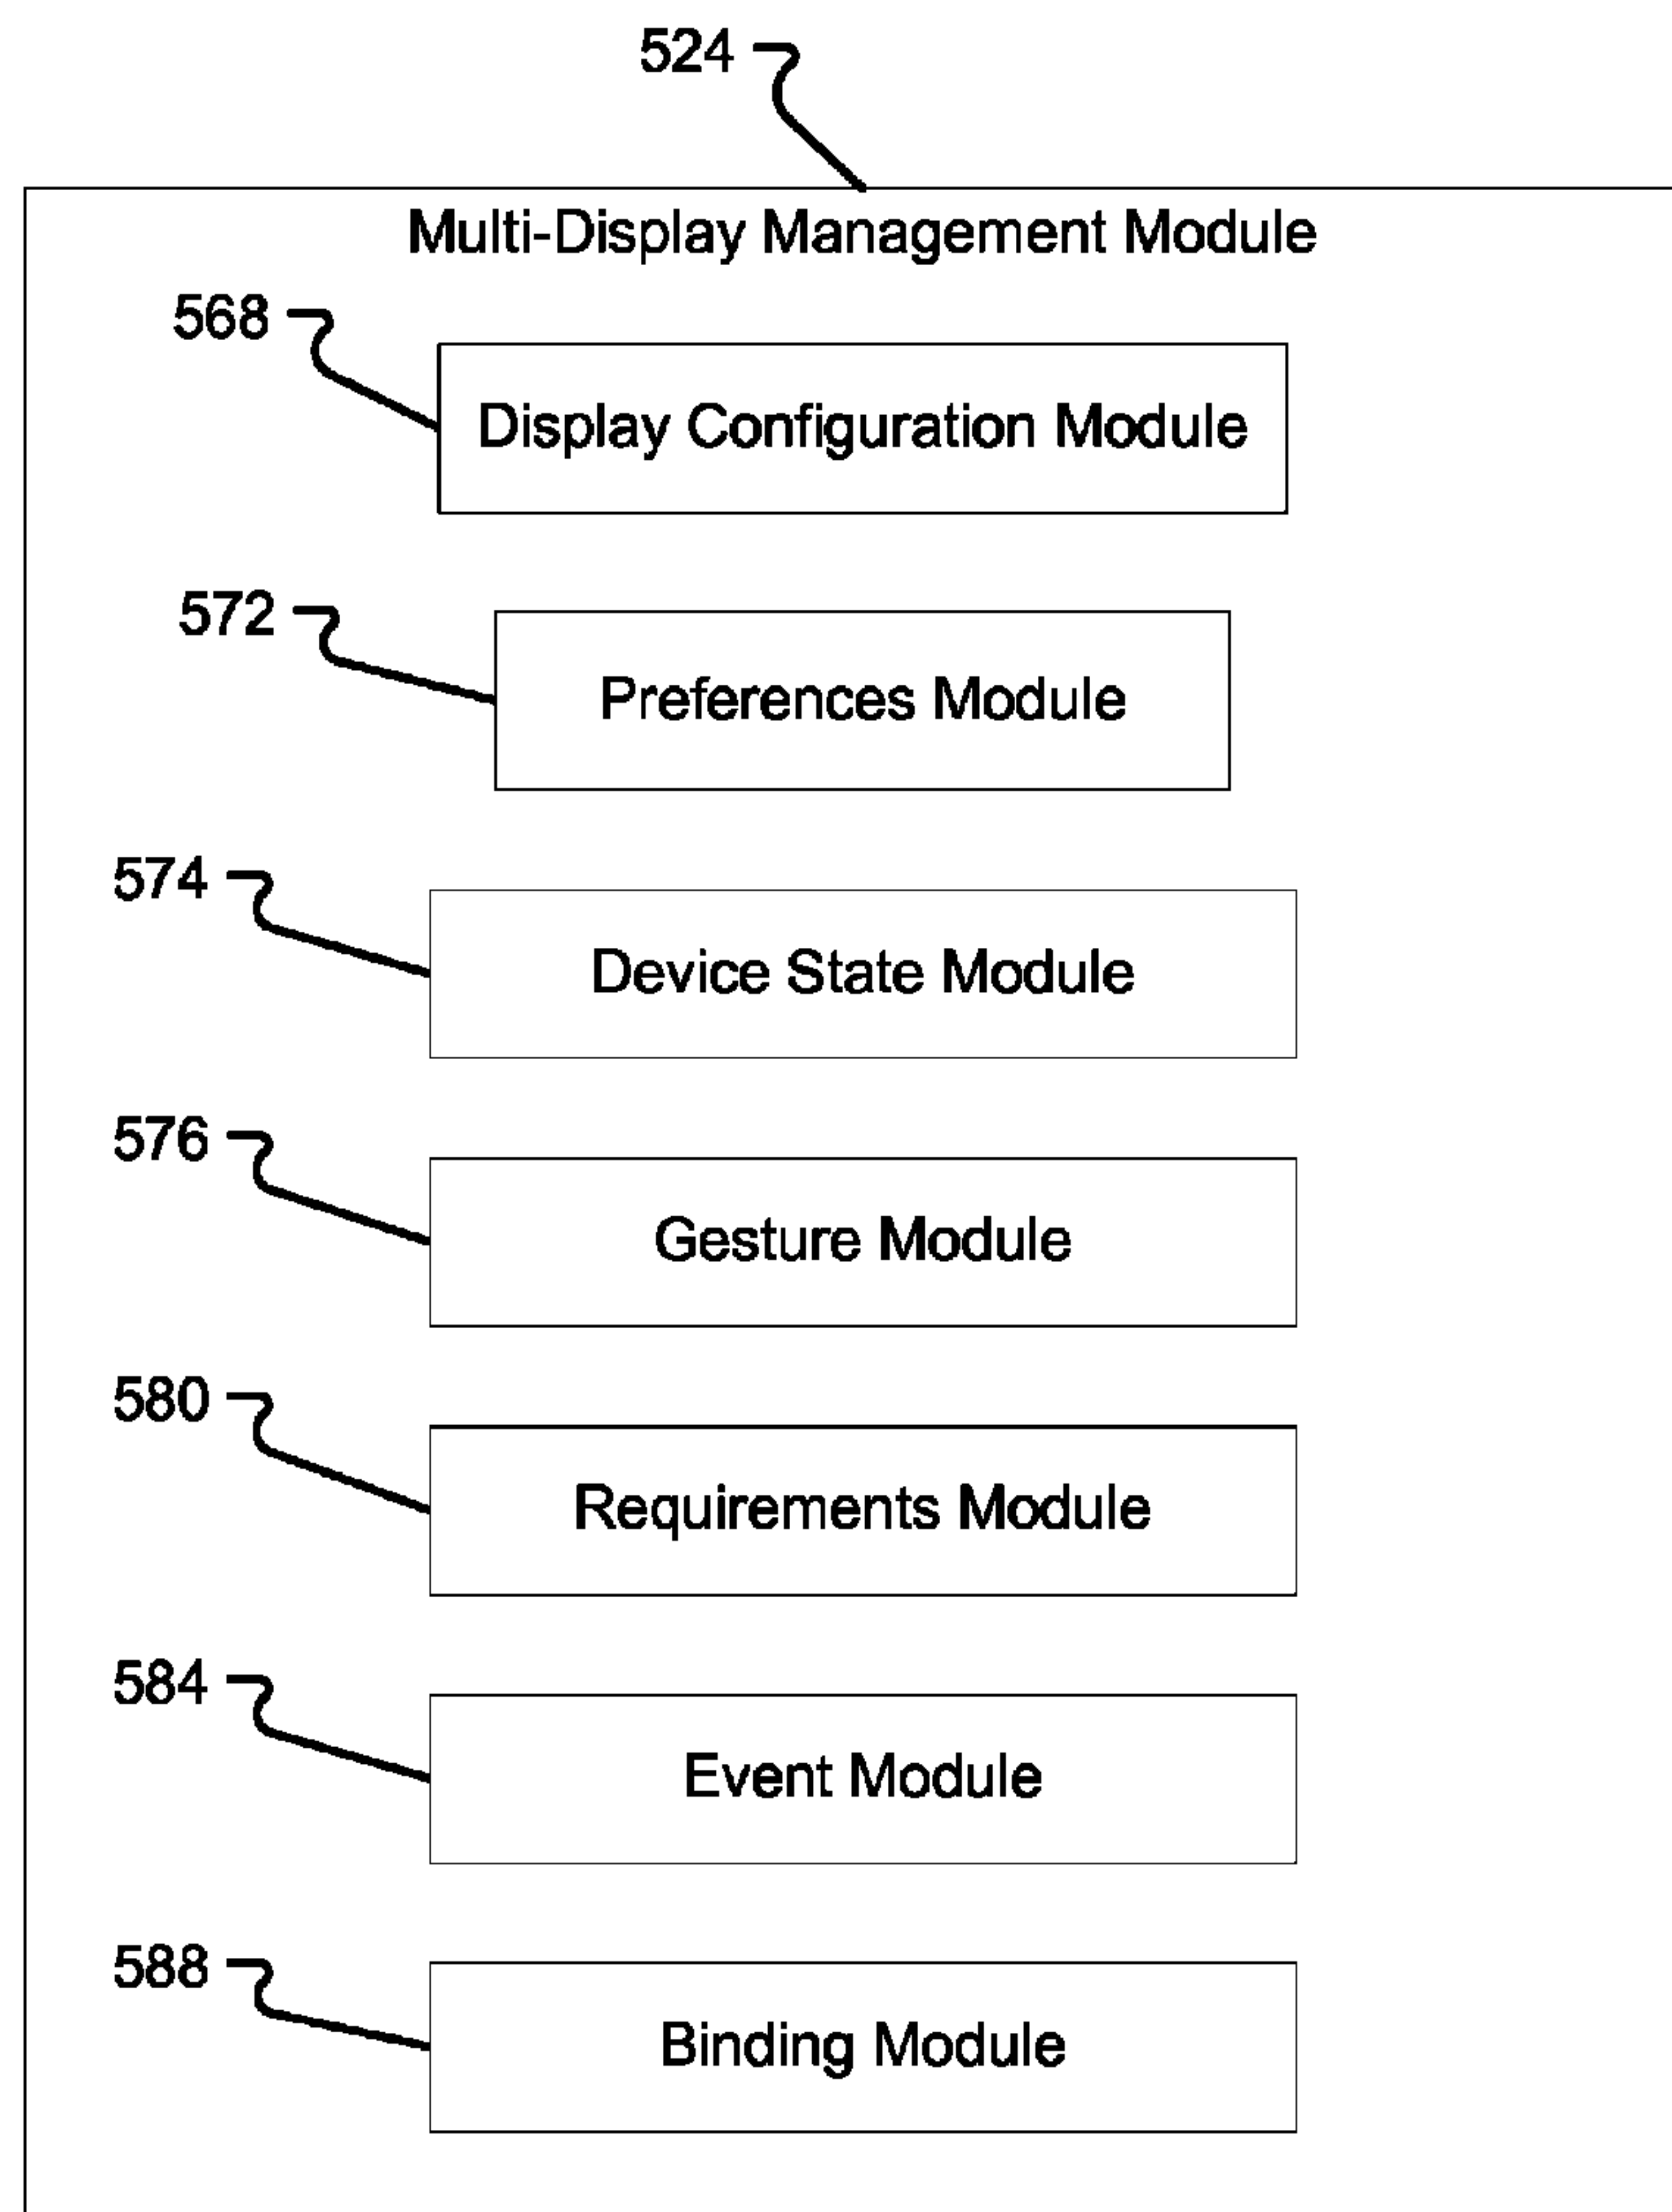 524
Multi-Display Management Module
568
Display Configuration Module
572
Preferences Module
574
Device State Module
576
Gesture Module
580
Requirements Module
584
Event Module
588
Binding Module